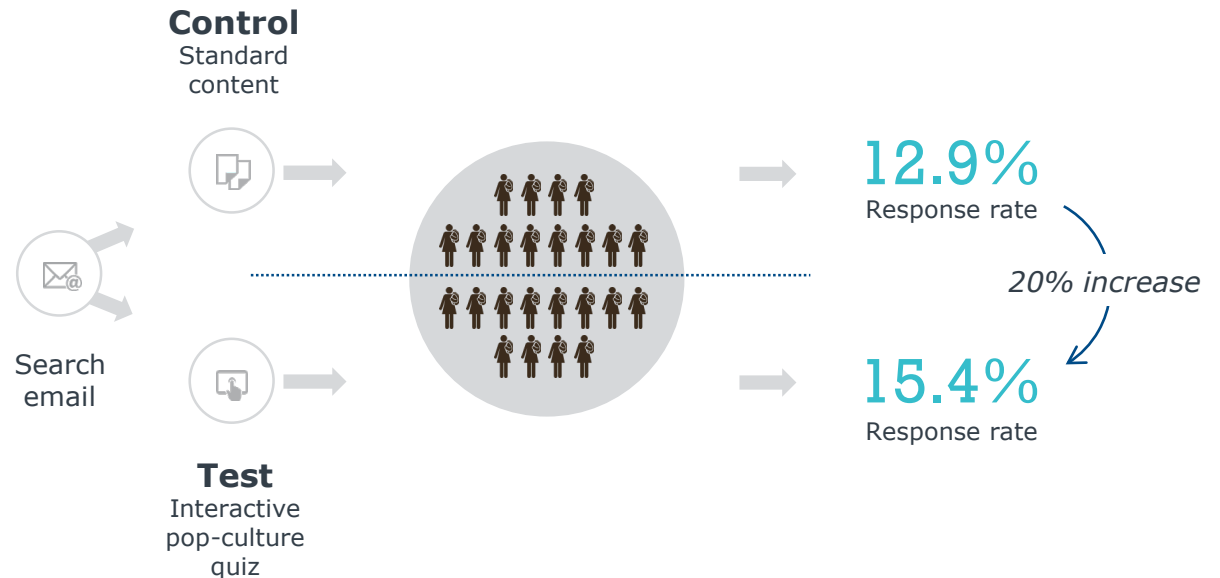 Control
Standard
content
12.9%
Response rate
20% increase
Search
email
15.4%
Response rate
Test
Interactive
pop-culture
quiz